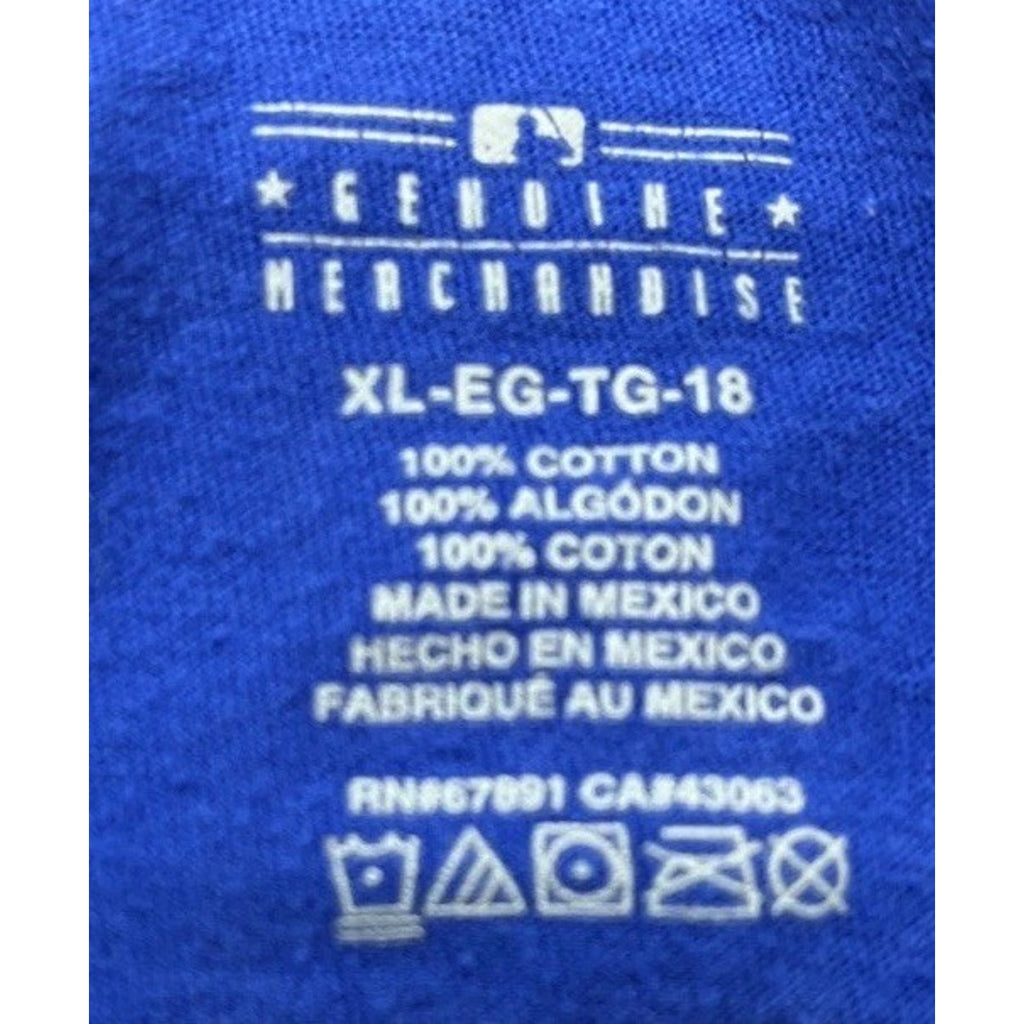 ★ GENUINE ★
MERCHANDISE
XL-EG-TG-18
100% COTTON
100% ALGÓDON
100% COTON
MADE IN MEXICO
HECHO EN MEXICO
FABRIQUÉ AU MEXICO
RN#67891 CA#43063